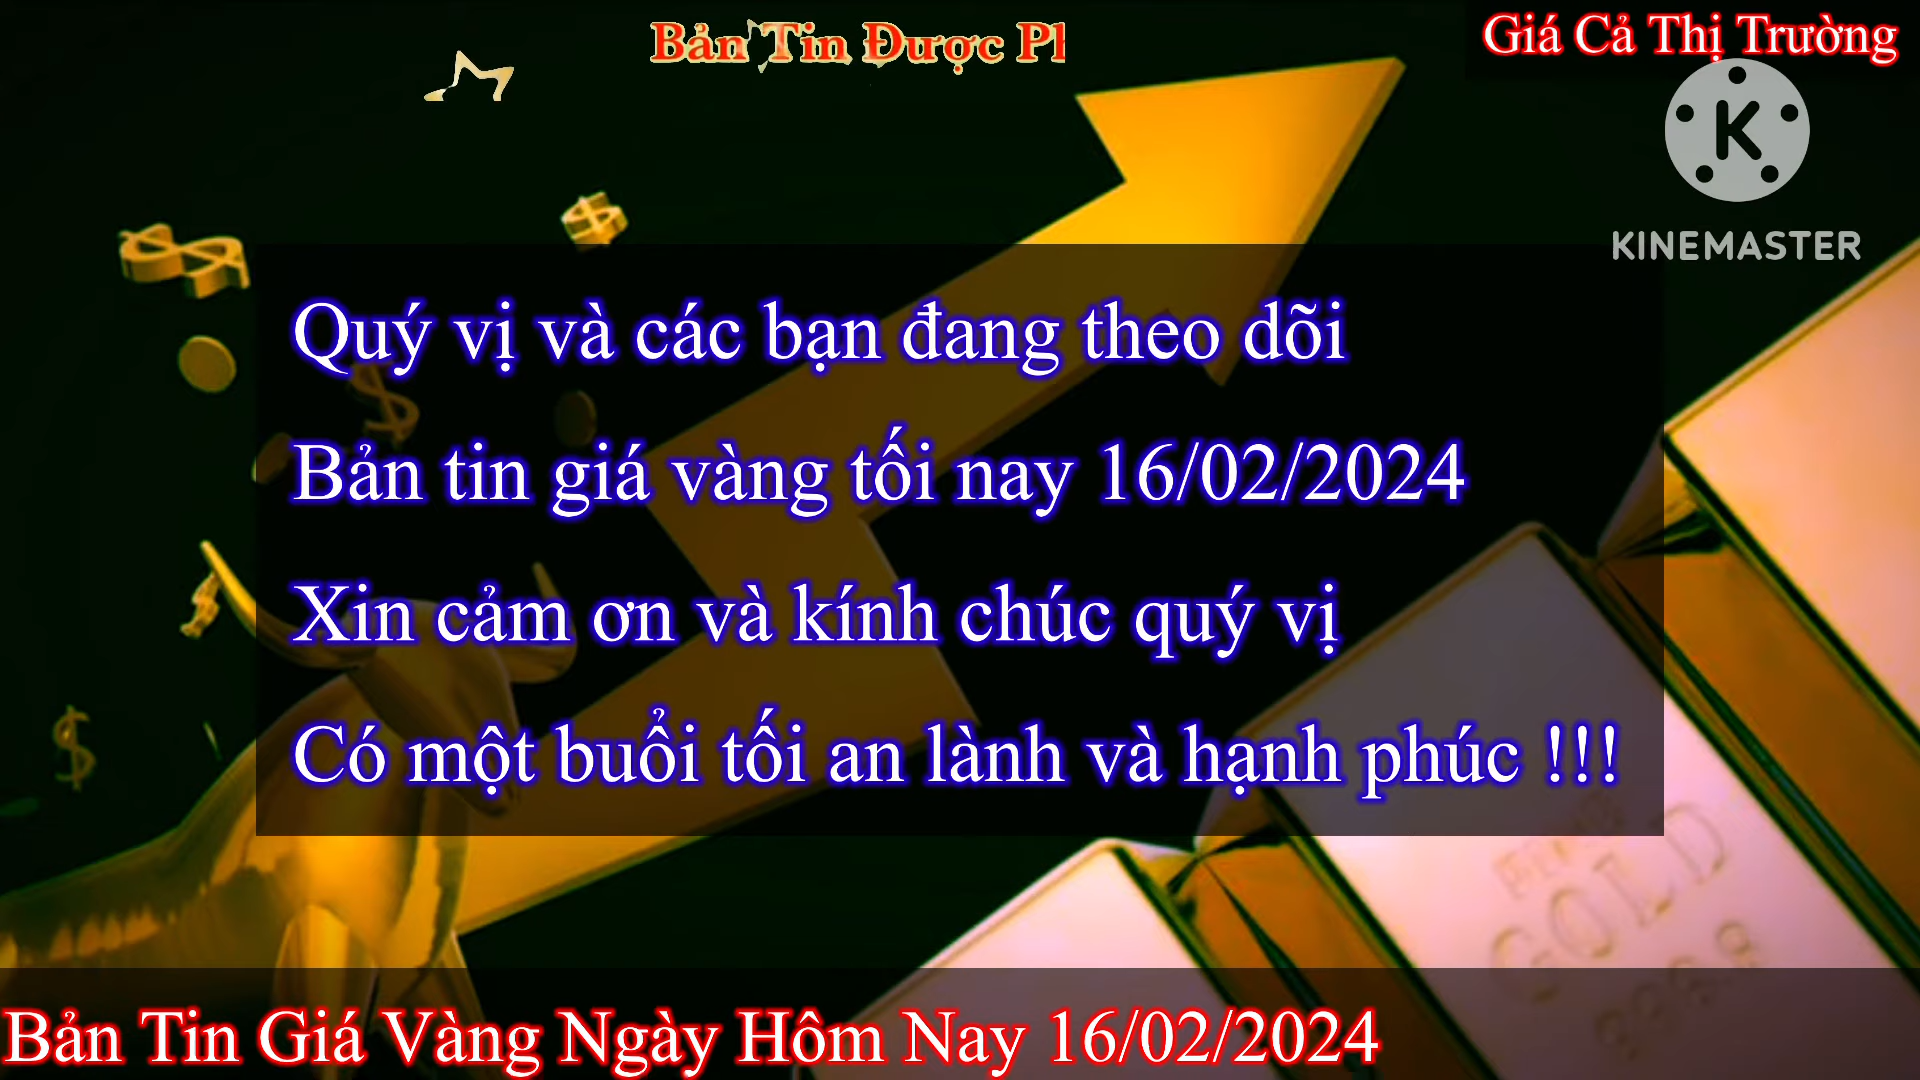 Bản Tin Được
Giá Cả Thị Trường
K
KINEMASTER
Quý vị và các bạn đang theo dõi
Bản tin giá vàng tối nay 16/02/2024
Xin cảm ơn và kính chúc quý vị
Có một buổi tối an lành và hạnh phúc !!!
FINE
GOLD
Bản Tin Giá Vàng Ngày Hôm Nay 16/02/2024